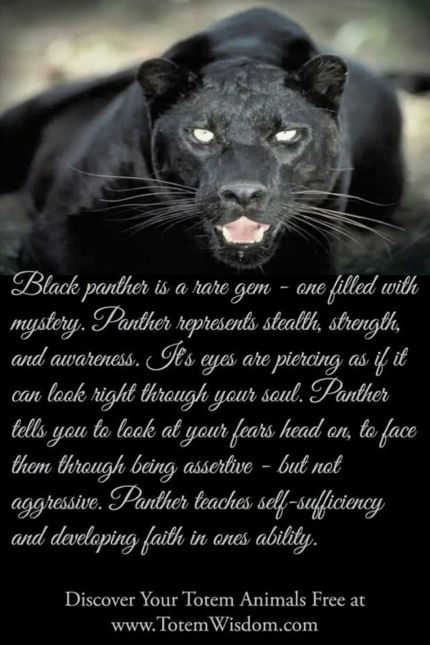 Black panther is a rare gem - one filled with
mystery. Panther represents stealth, strength,
and awareness. It's eyes are piercing as if it
can look right through your soul. Panther
tells you to look at your fears head on, to face
them through being assertive - but not
aggressive. Panther teaches self-sufficiency
and developing faith in ones ability.
Discover Your Totem Animals Free at
www.TotemWisdom.com